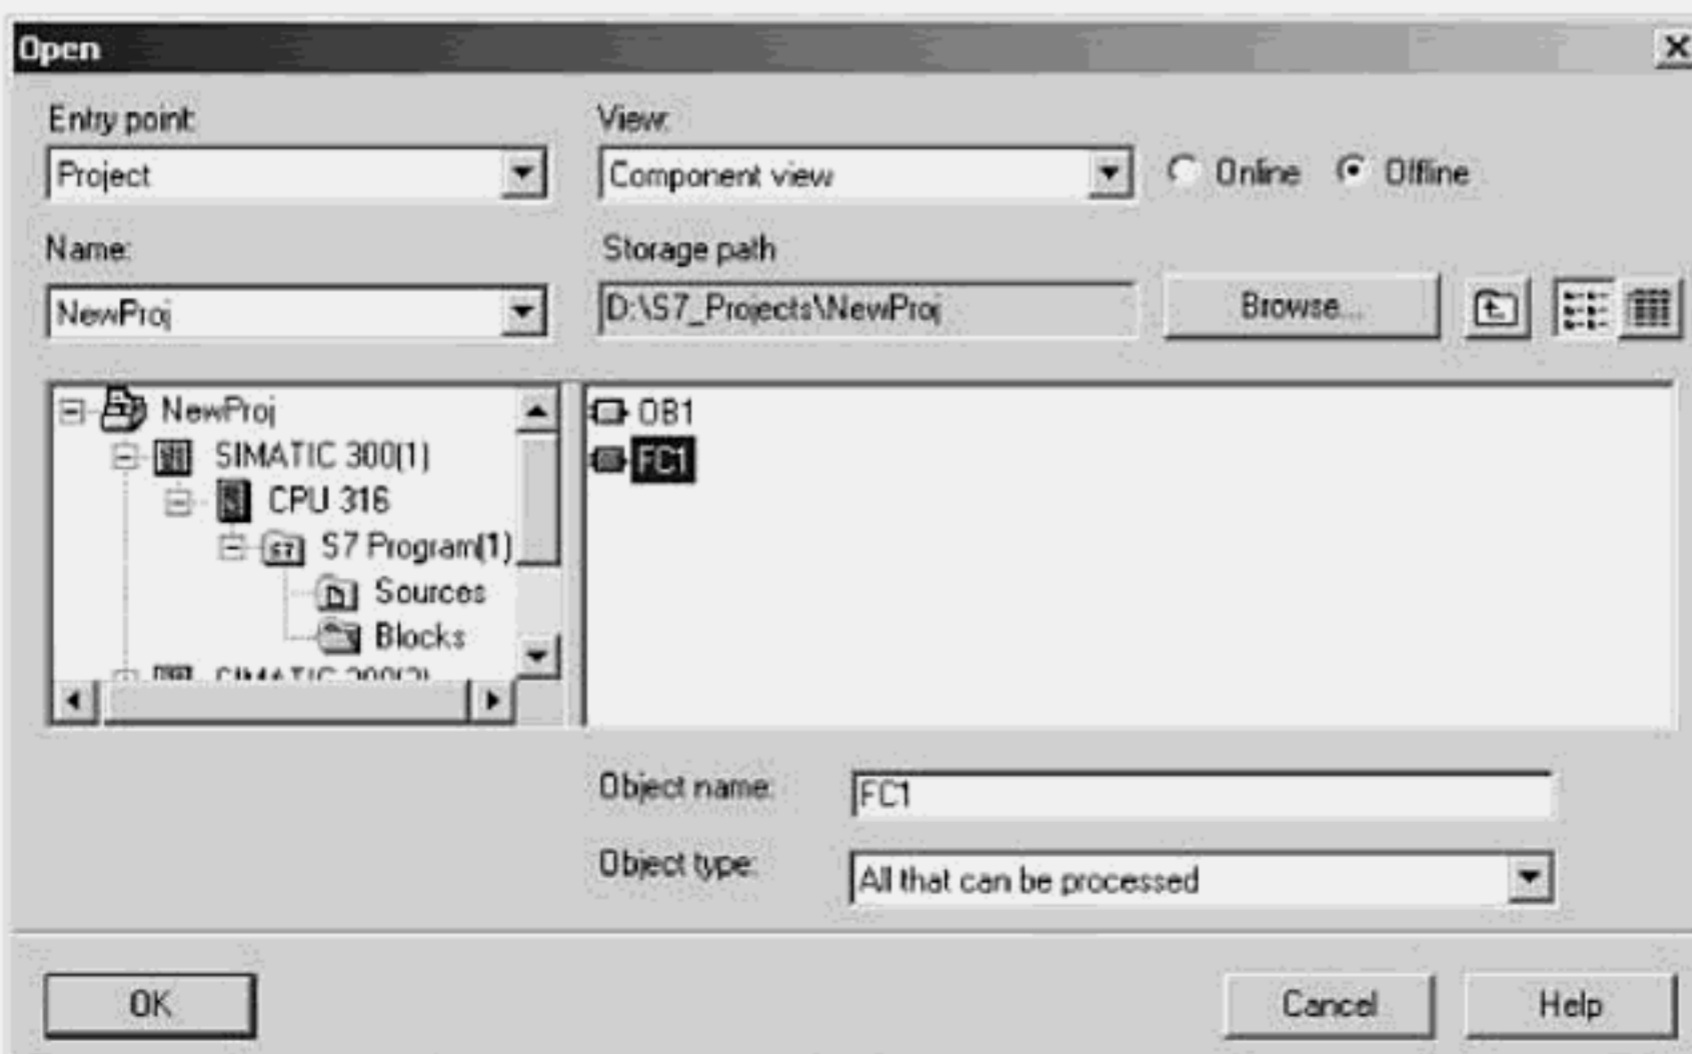 Open
Entry point:
View:
Project
Component view
Online
Offline
Name:
Storage path
NewProj
D:\S7_Projects\NewProj
Browse...
NewProj
SIMATIC 300(1)
CPU 316
S7 Program(1)
Sources
Blocks
OB1
FC1
Object name:
FC1
Object type:
All that can be processed
OK
Cancel
Help